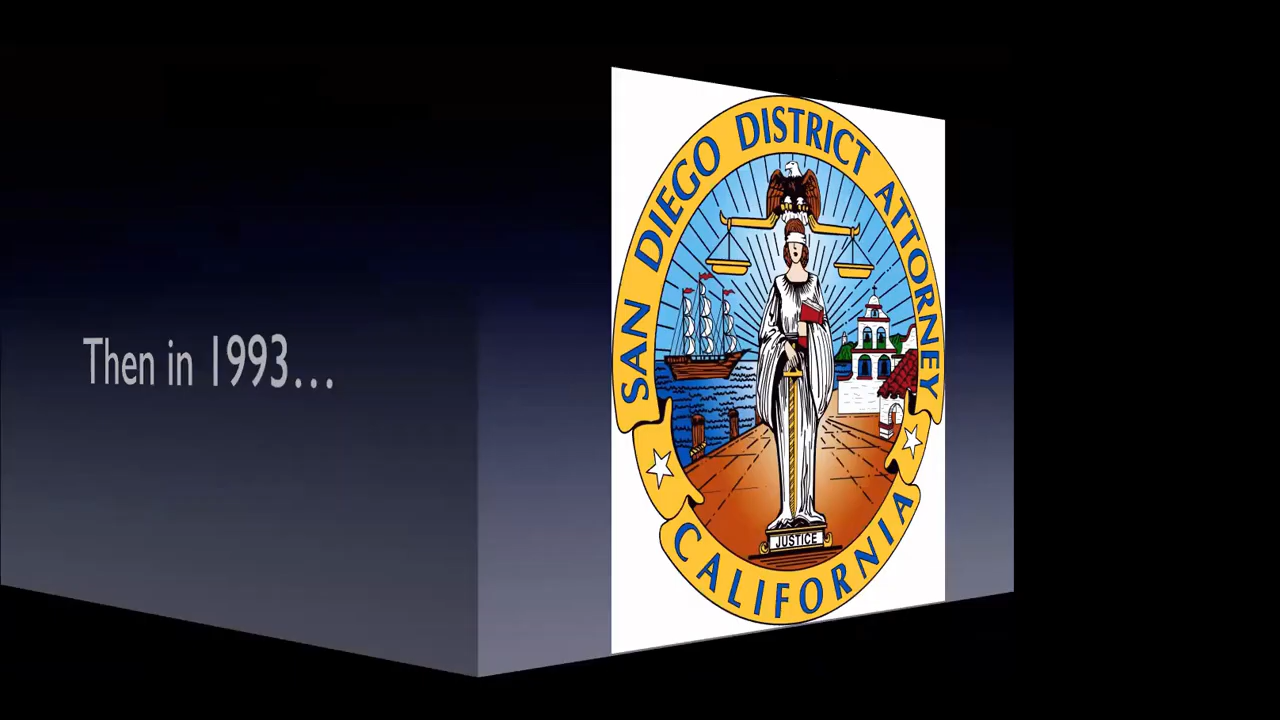 Then in 1993...
SAN DIEGO DISTRICT ATTORNEY
JUSTICE
CALIFORNIA